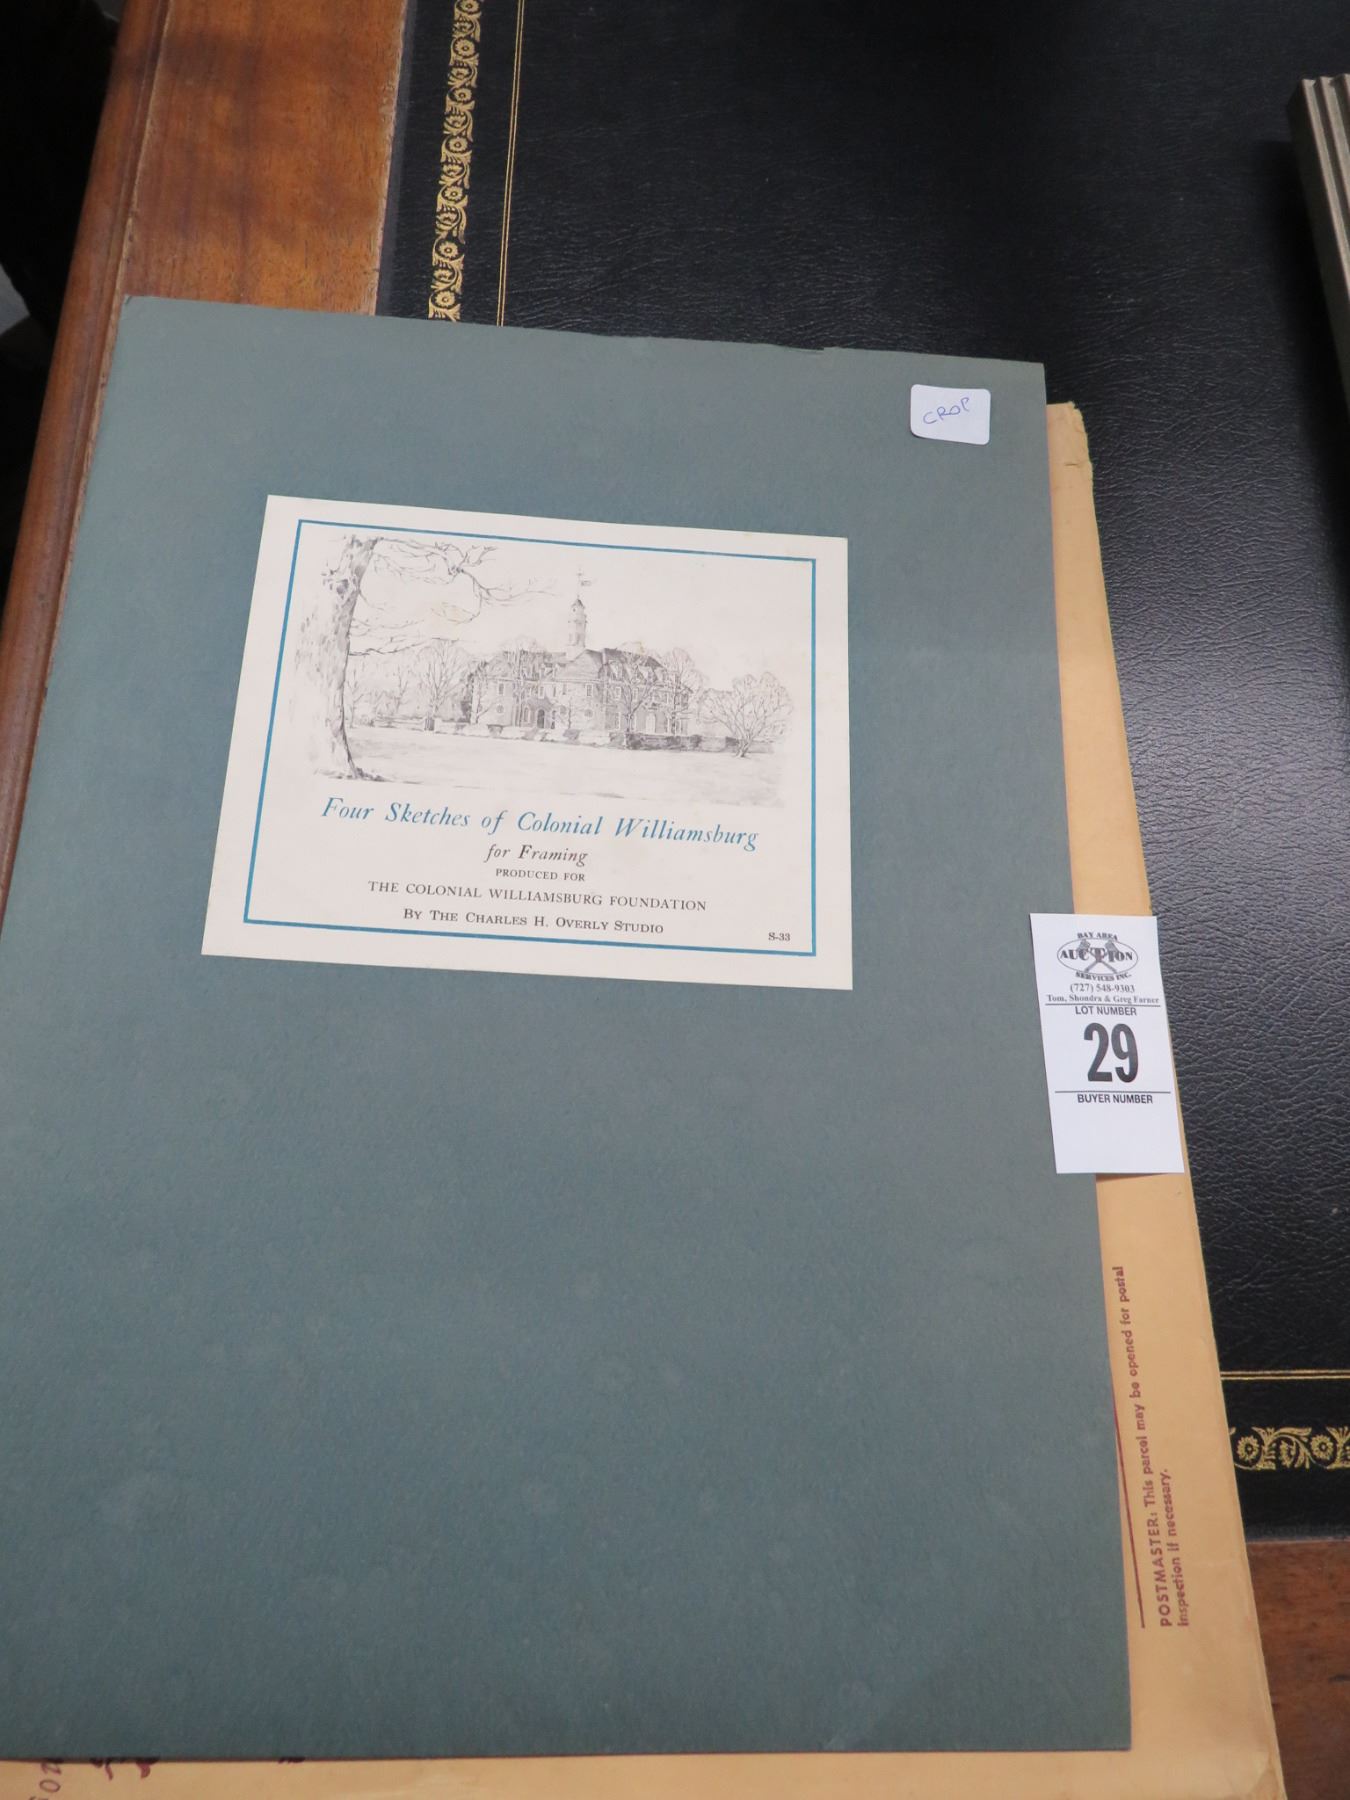 CROP
Four Sketches of Colonial Williamsburg
for Framing
PRODUCED FOR
THE COLONIAL WILLIAMSBURG FOUNDATION
BY THE CHARLES H. OVERLY STUDIO
S-33
BAY AREA
AUCTION
SERVICES INC.
(727) 548-9303
Tom, Shondra & Greg Farner
LOT NUMBER
29
BUYER NUMBER
POSTMASTER: This parcel may be opened for postal
inspection if necessary.